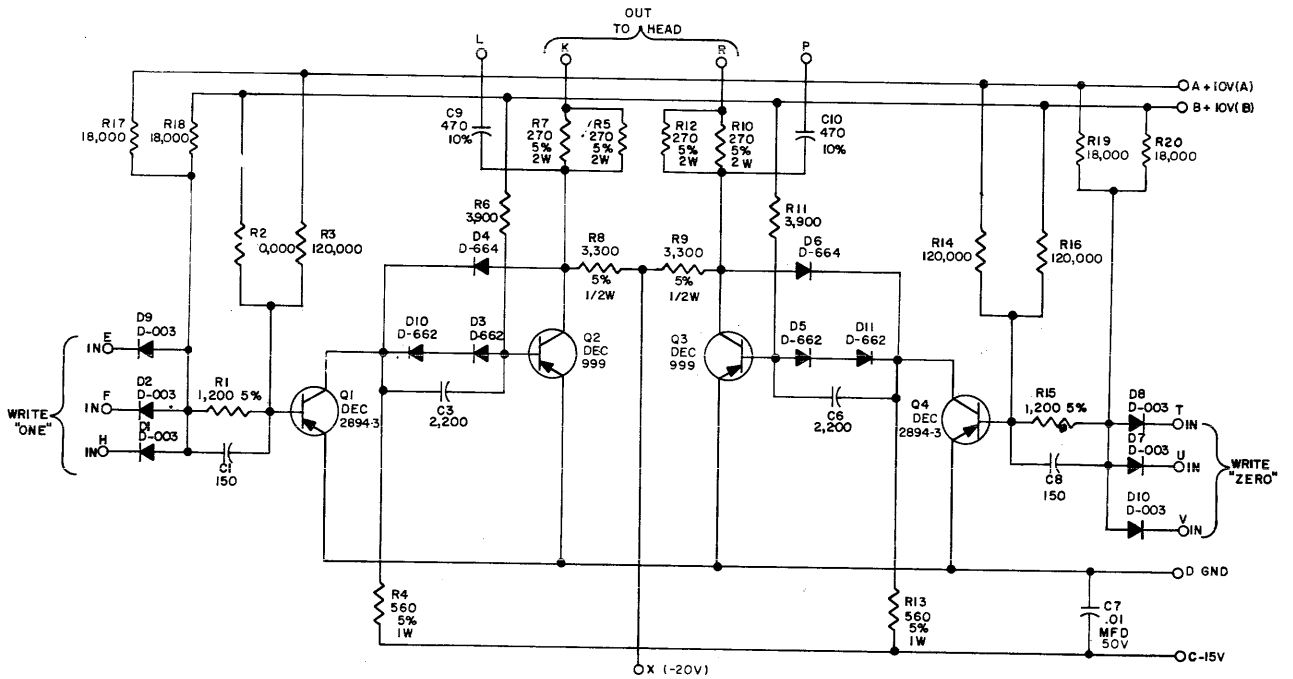 OUT
TO HEAD
L
K
R
P
A+10V(A)
B+10V(B)
R17
18,000
R18
18,000
C9
470
10%
R7
270
5%
2W
R5
270
5%
2W
R12
270
5%
2W
R10
270
5%
2W
C10
470
10%
R19
18,000
R20
18,000
R2
0,000
R3
120,000
R6
3,900
R11
3,900
R14
120,000
R16
120,000
D4
D-664
R8
3,300
5%
1/2W
R9
3,300
5%
1/2W
D6
D-664
D9
D-003
E
IN
D10
D-662
D3
D-662
Q2
DEC
999
Q3
DEC
999
D5
D-662
D11
D-662
WRITE
"ONE"
F
IN
D2
D-003
R1
1,200 5%
Q1
DEC
2894-3
C3
2,200
C6
2,200
Q4
DEC
2894-3
R15
1,200 5%
D8
D-003
T
IN
H
IN
D1
D-003
C1
150
C8
150
D7
D-003
U
IN
WRITE
"ZERO"
D10
D-003
V
IN
D GND
R4
560
5%
1W
R13
560
5%
1W
C7
.01
MFD
50V
C-15V
X (-20V)